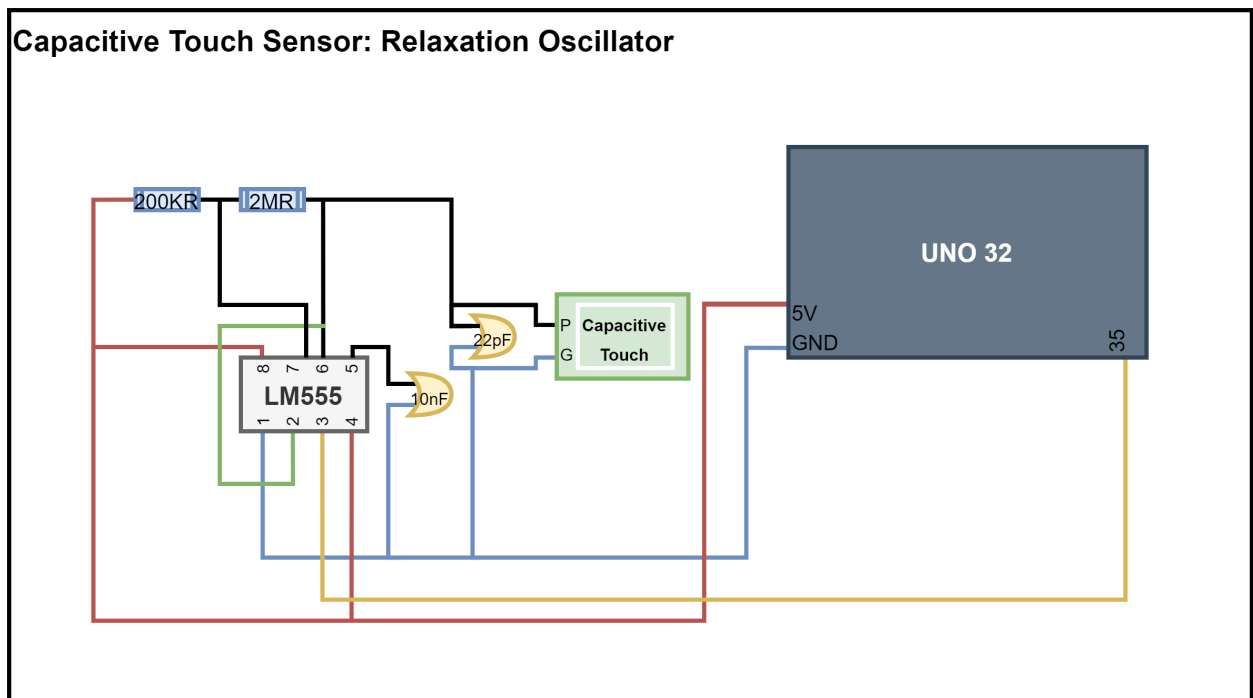 Capacitive Touch Sensor: Relaxation Oscillator
200KR
2MR
UNO 32
5V
GND
35
P
Capacitive
G
Touch
22pF
10nF
8
7
6
5
LM555
1
2
3
4